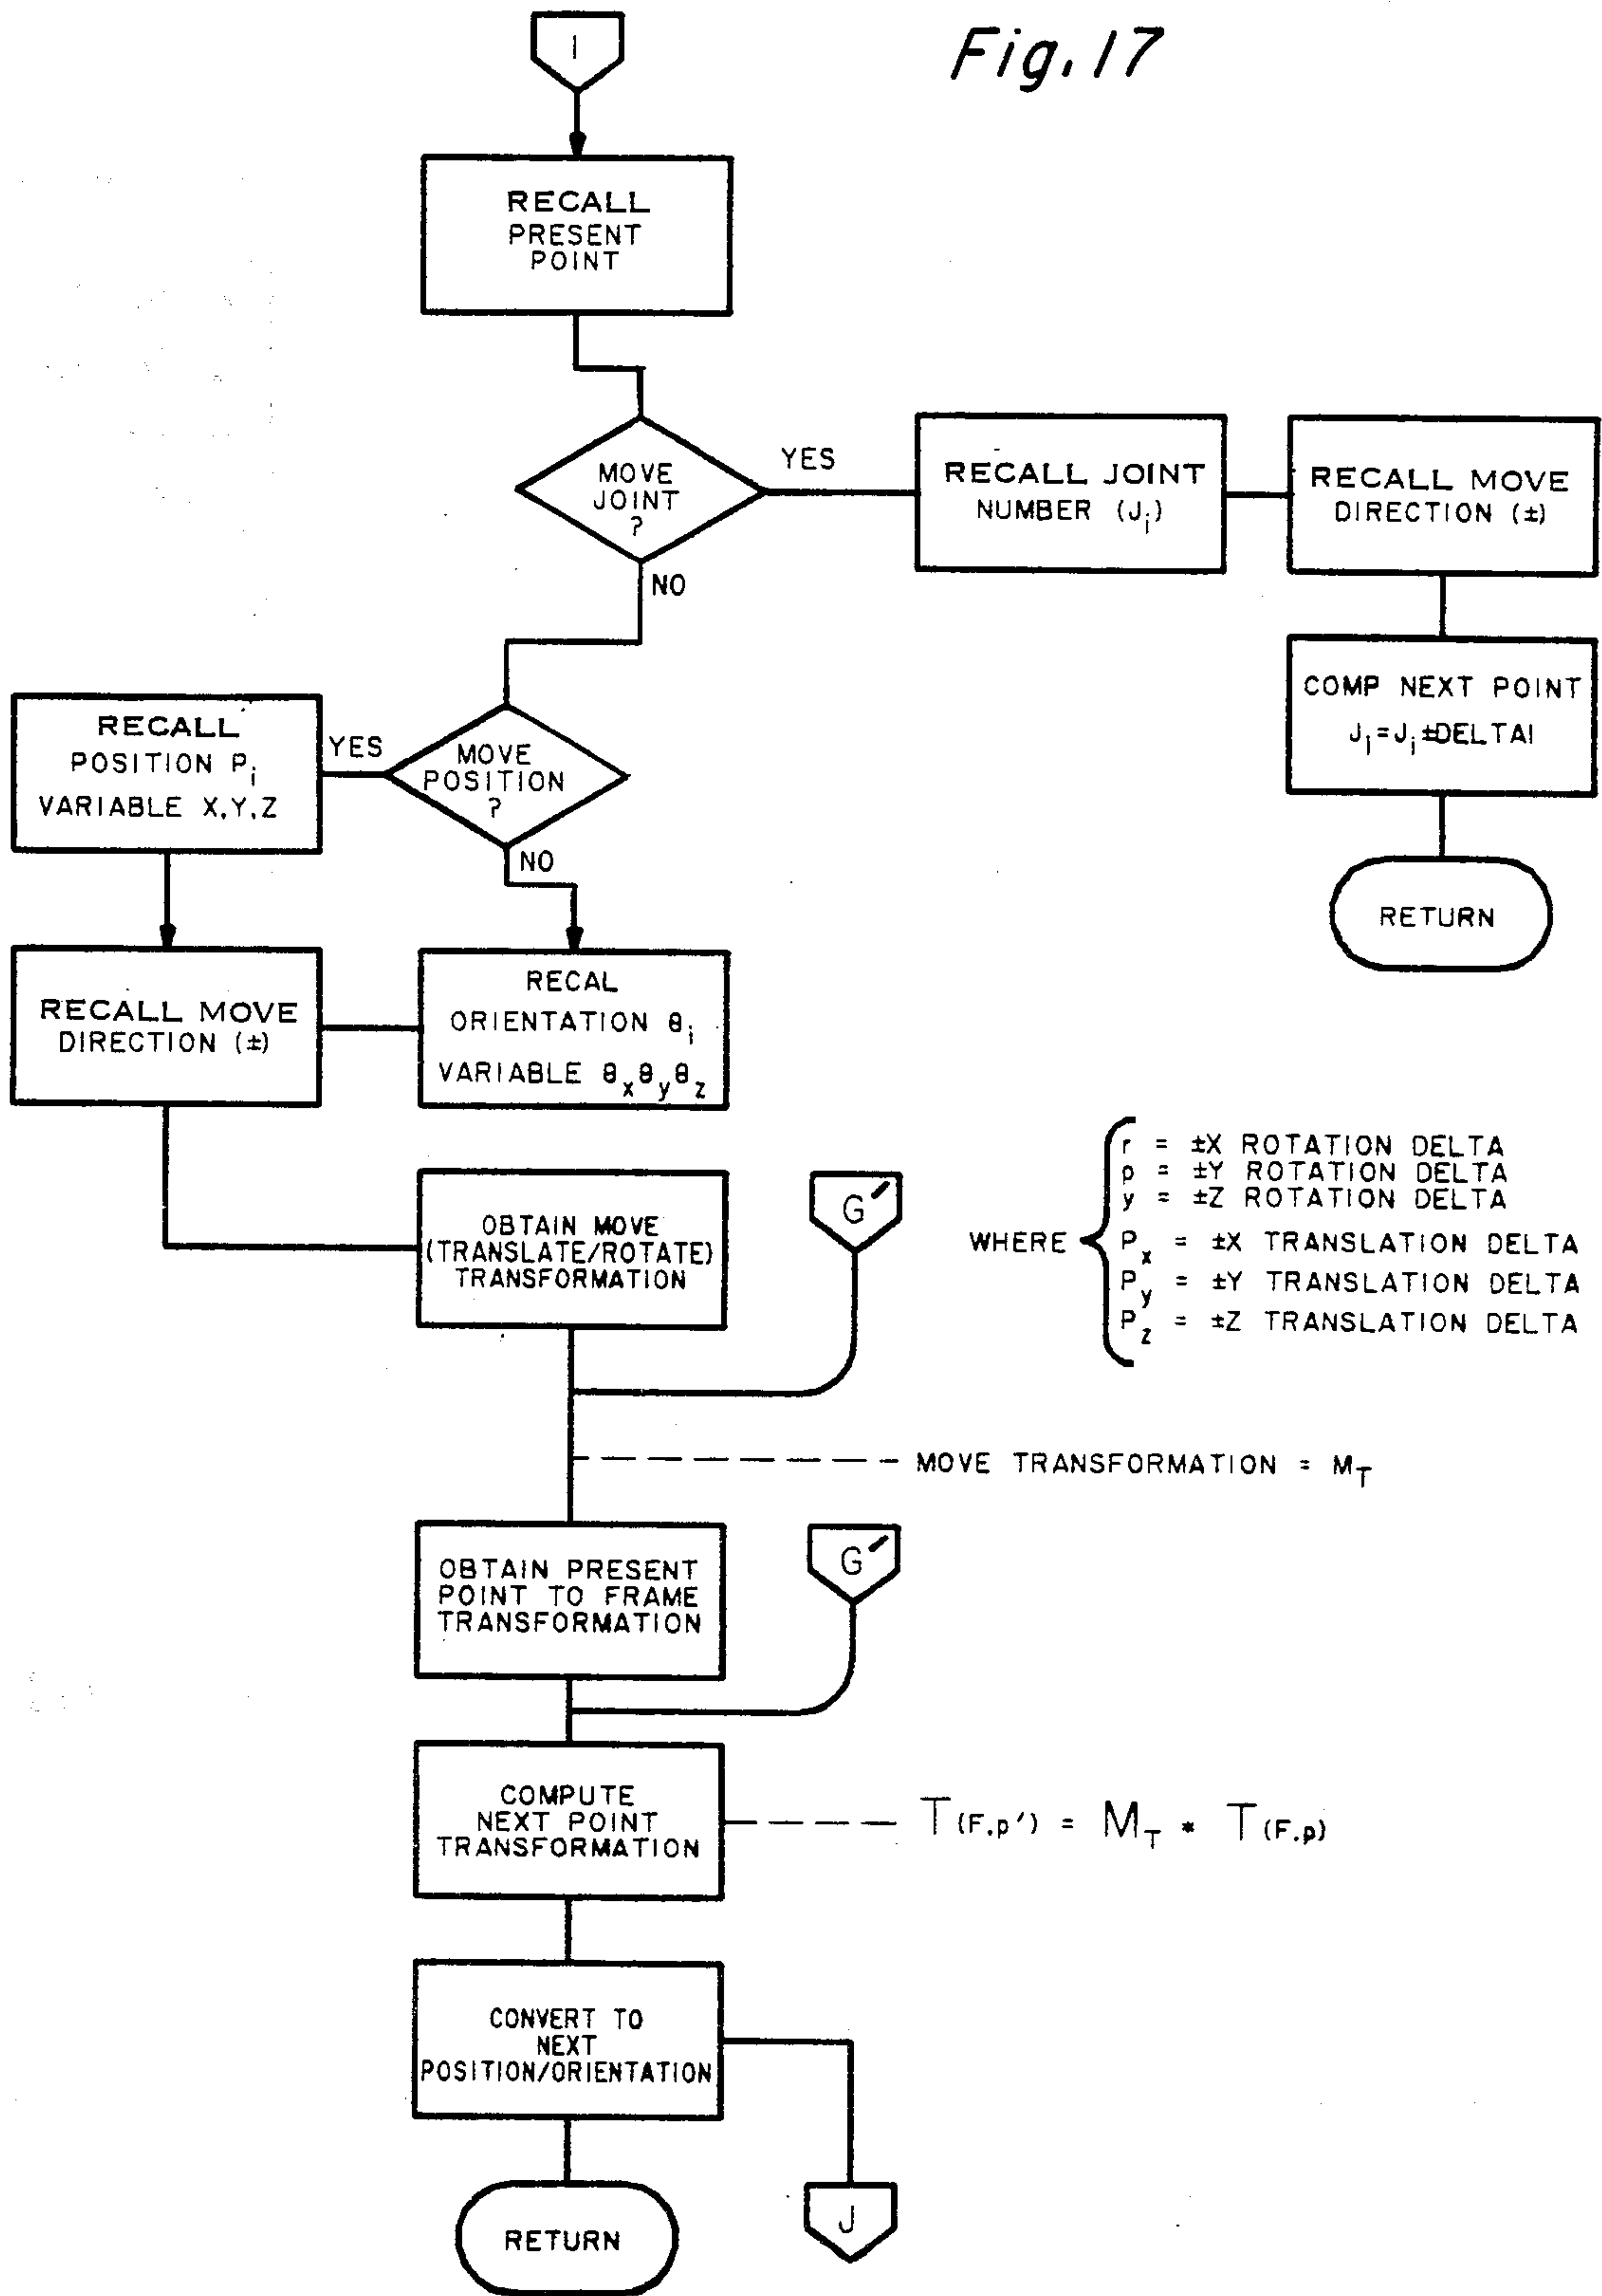 Fig. 17
I
RECALL
PRESENT
POINT
MOVE
JOINT
?
YES
NO
RECALL JOINT
NUMBER (Ji)
RECALL MOVE
DIRECTION (±)
COMP NEXT POINT
Ji=Ji±DELTAI
RETURN
MOVE
POSITION
?
YES
NO
RECALL
POSITION Pi
VARIABLE X,Y,Z
RECALL MOVE
DIRECTION (±)
RECAL
ORIENTATION θi
VARIABLE θxθyθz
OBTAIN MOVE
(TRANSLATE/ROTATE)
TRANSFORMATION
G′
WHERE
r = ±X ROTATION DELTA
p = ±Y ROTATION DELTA
y = ±Z ROTATION DELTA
Px = ±X TRANSLATION DELTA
Py = ±Y TRANSLATION DELTA
Pz = ±Z TRANSLATION DELTA
MOVE TRANSFORMATION = MT
OBTAIN PRESENT
POINT TO FRAME
TRANSFORMATION
G′
COMPUTE
NEXT POINT
TRANSFORMATION
T(F,p′) = MT * T(F,p)
CONVERT TO
NEXT
POSITION/ORIENTATION
RETURN
J